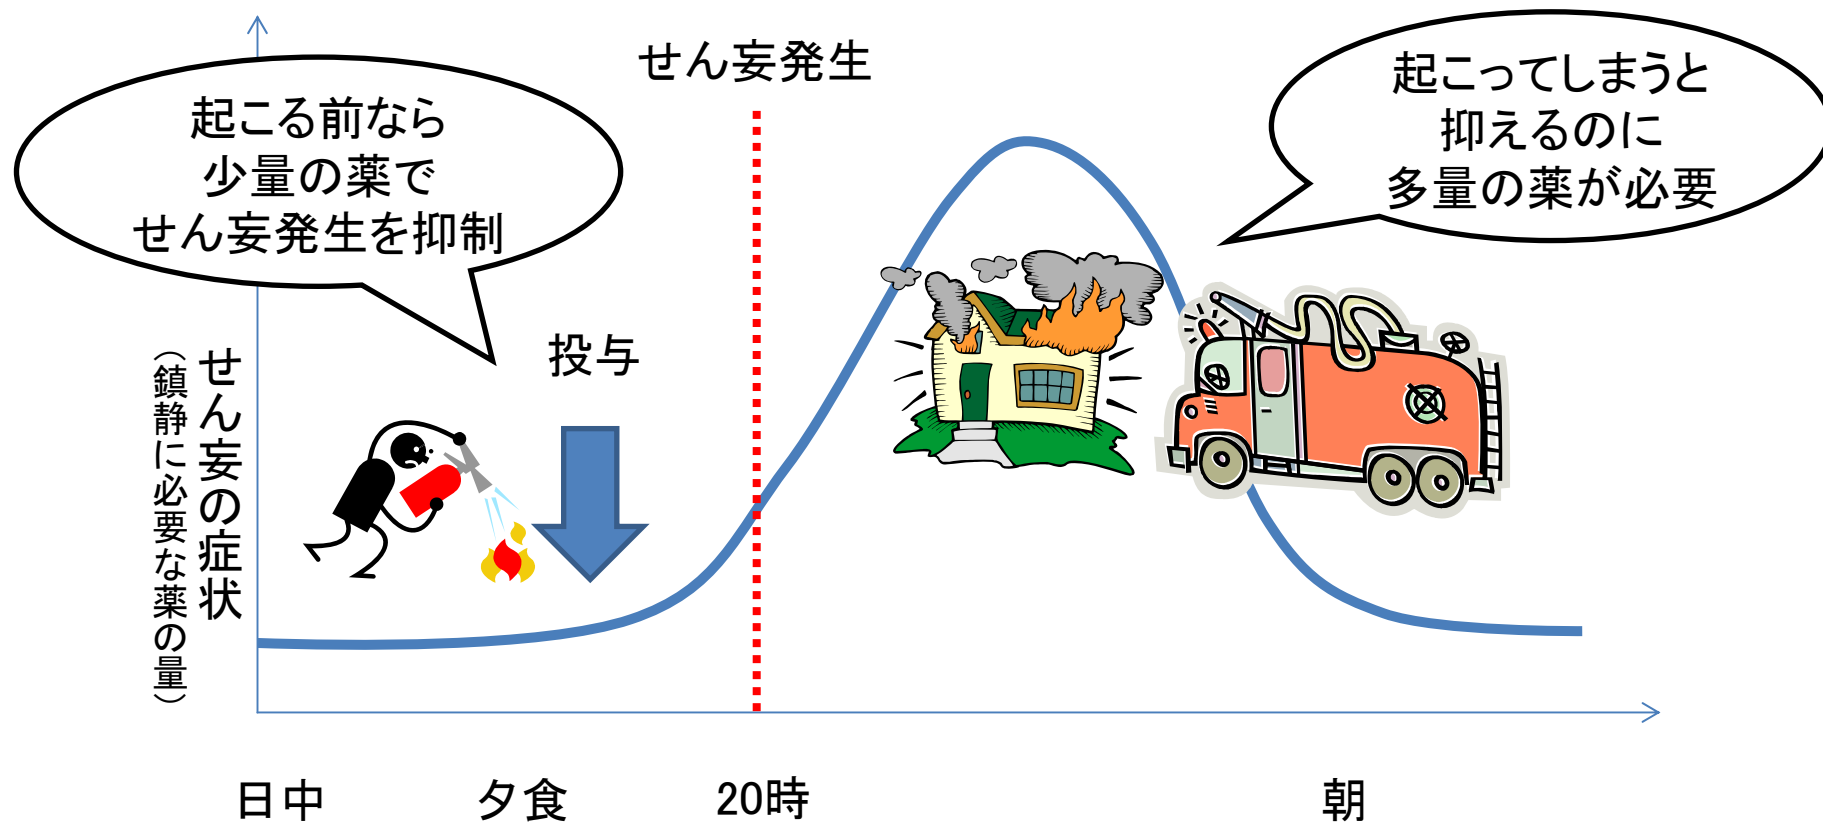 せん妄発生
起こる前なら
少量の薬で
せん妄発生を抑制
起こってしまうと
抑えるのに
多量の薬が必要
投与
せん妄の症状
（鎮静に必要な薬の量）
日中
夕食
20時
朝